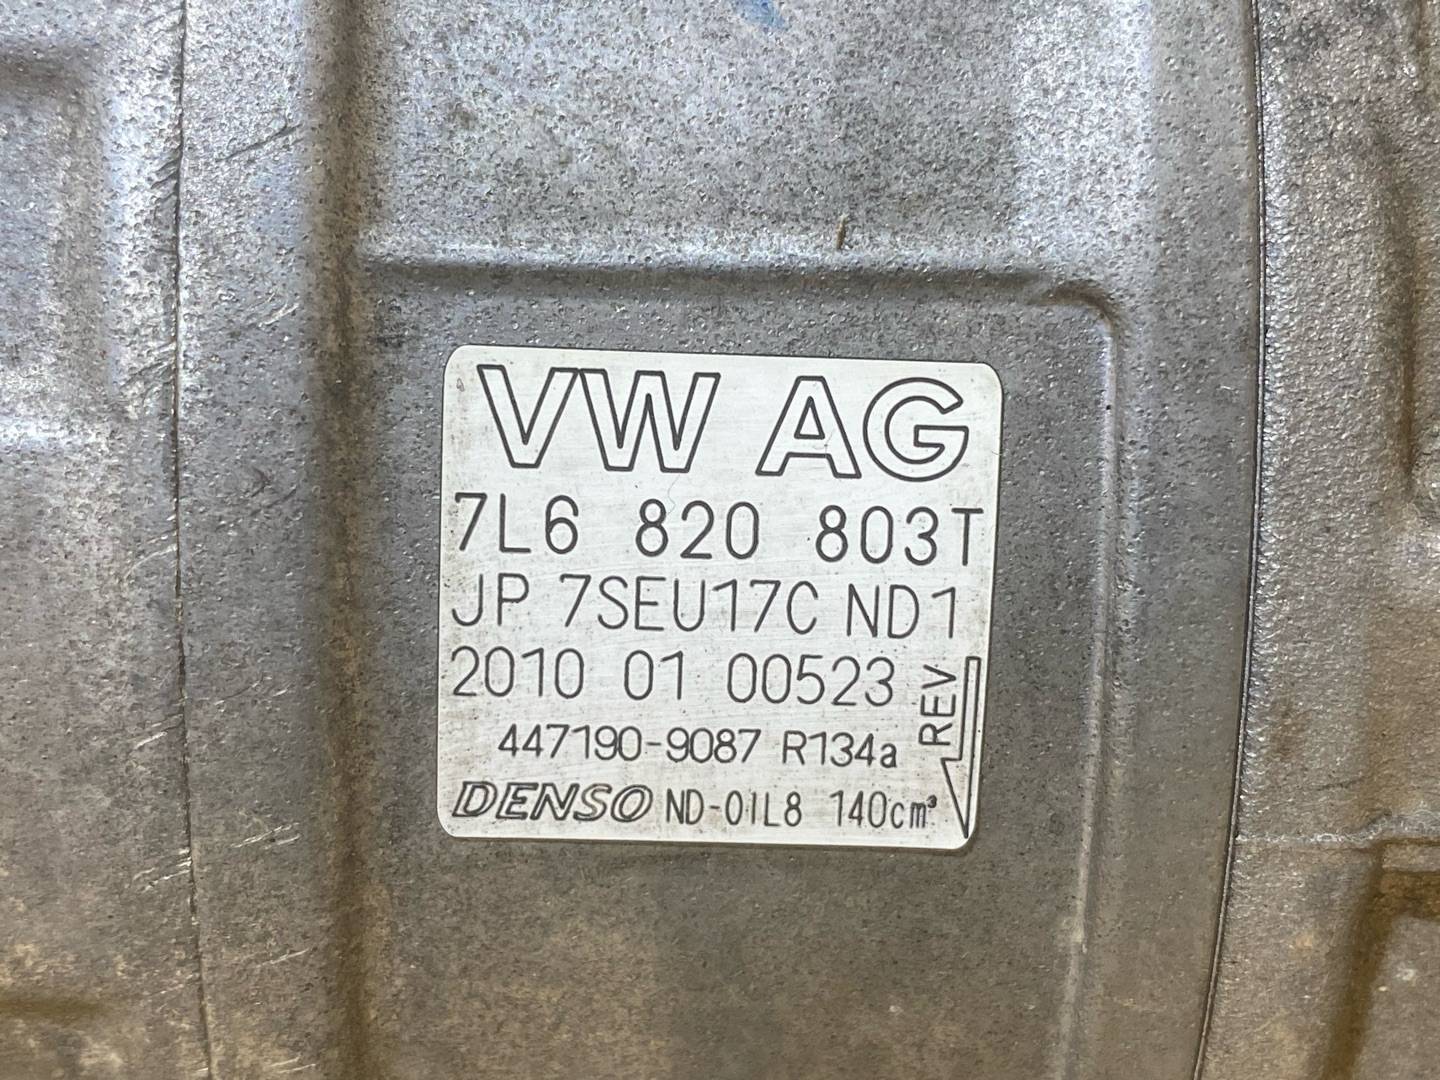 VW AG
7L6 820 803T
JP 7SEU17C ND1
2010 01 00523
REV
447190-9087 R134a
DENSO ND-OIL8 140cm³